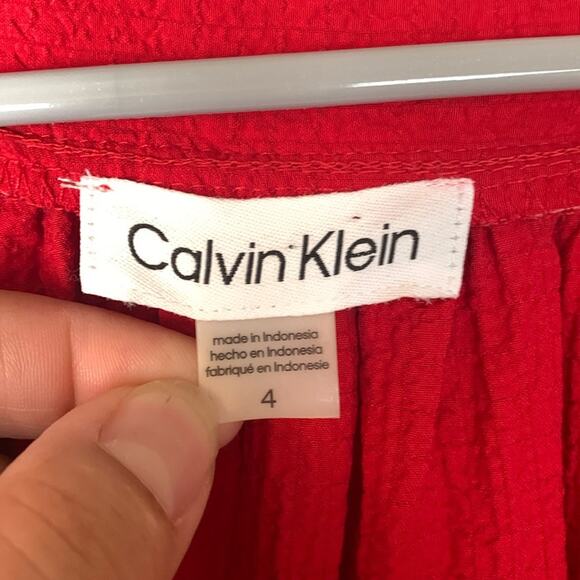 Calvin Klein
made in Indonesia
hecho en Indonesia
fabriqué en Indonesie
4